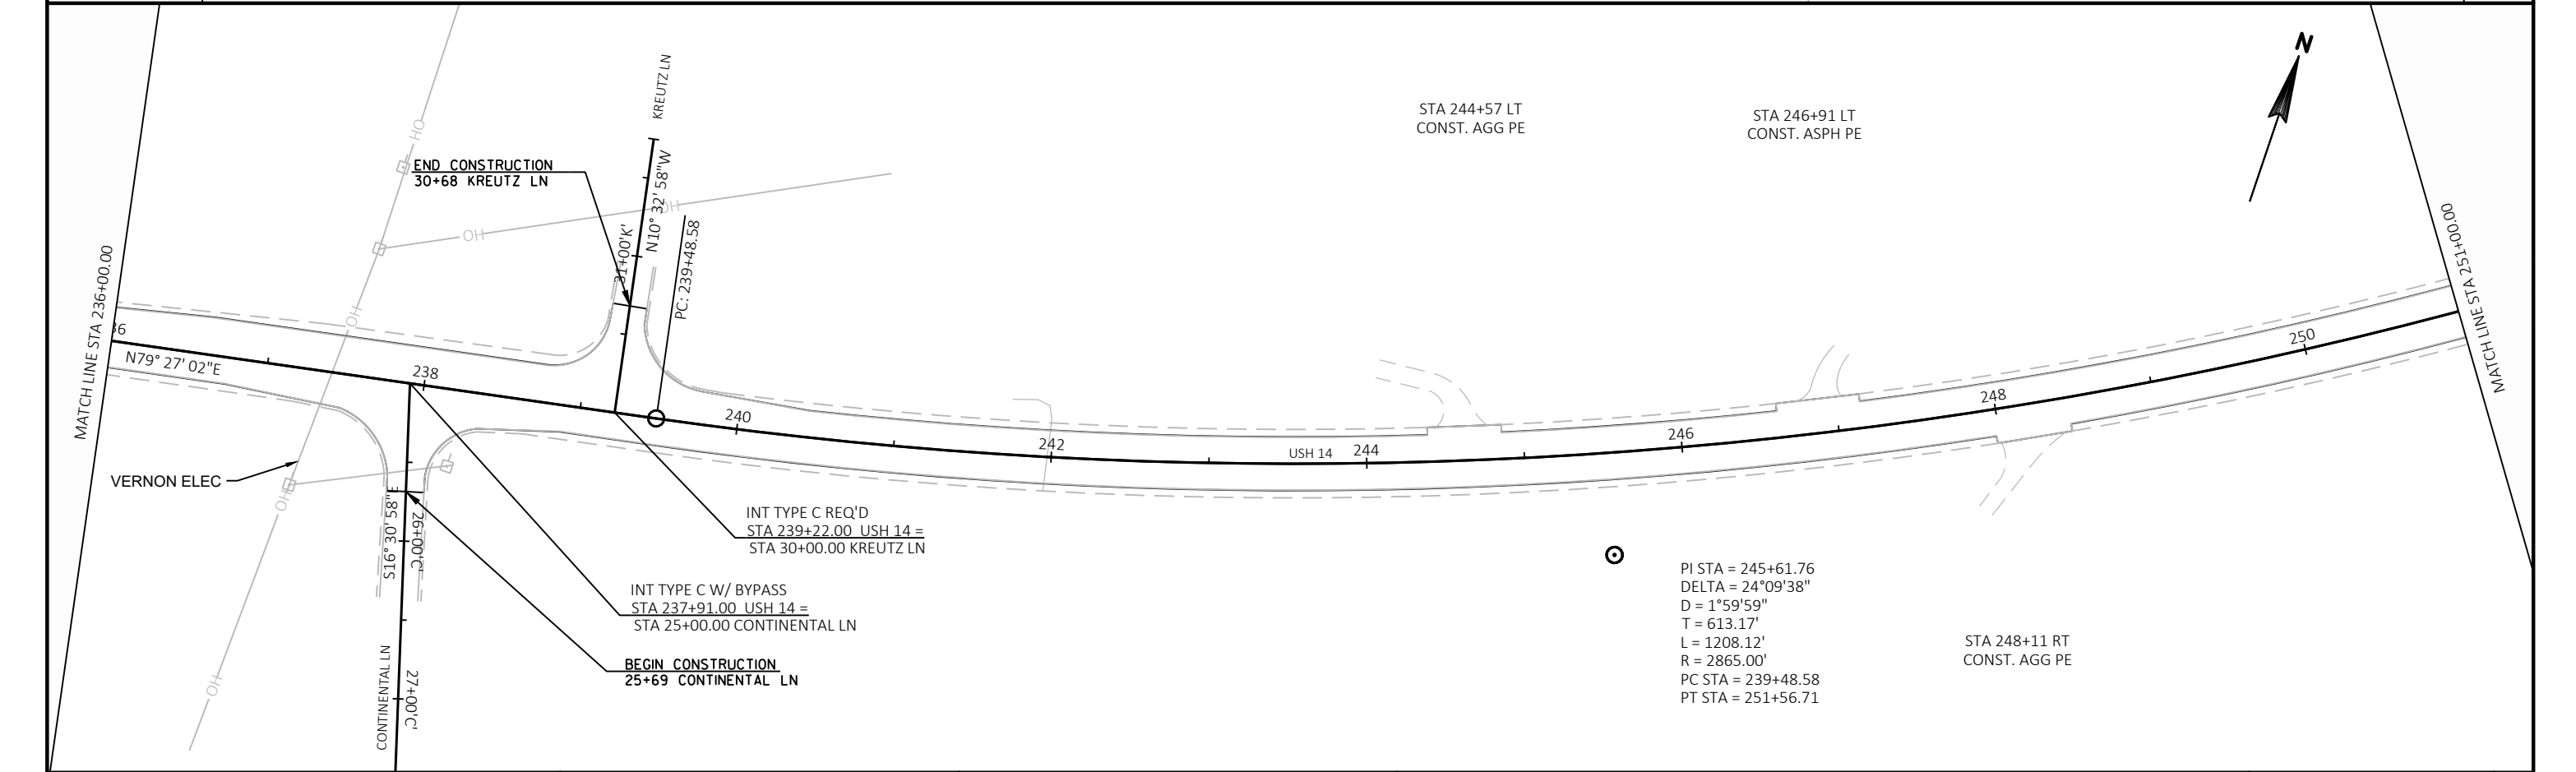 N
STA 244+57 LT
CONST. AGG PE
STA 246+91 LT
CONST. ASPH PE
KREUTZ LN
OH
END CONSTRUCTION
30+68 KREUTZ LN
N10° 32' 58"W
OH
OH
31+00'K'
PC: 239+48.58
MATCH LINE STA 236+00.00
MATCH LINE STA 251+00.00
OH
36
N79° 27' 02"E
238
240
242
USH 14
244
246
248
250
VERNON ELEC
OH
S16° 30' 58"E
26+00'C'
INT TYPE C REQ'D
STA 239+22.00 USH 14 =
STA 30+00.00 KREUTZ LN
INT TYPE C W/ BYPASS
STA 237+91.00 USH 14 =
STA 25+00.00 CONTINENTAL LN
BEGIN CONSTRUCTION
25+69 CONTINENTAL LN
OH
CONTINENTAL LN
27+00'C'
PI STA = 245+61.76
DELTA = 24°09'38"
D = 1°59'59"
T = 613.17'
L = 1208.12'
R = 2865.00'
PC STA = 239+48.58
PT STA = 251+56.71
STA 248+11 RT
CONST. AGG PE